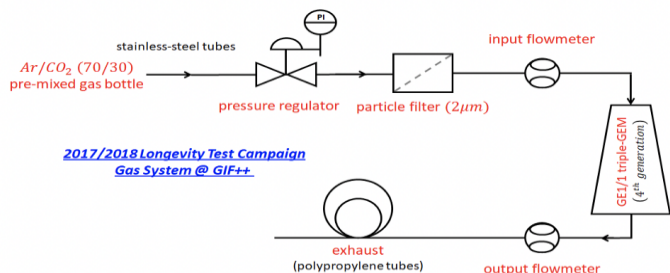 PI
stainless-steel tubes
input flowmeter
Ar/CO₂ (70/30)
pre-mixed gas bottle
pressure regulator
particle filter (2μm)
2017/2018 Longevity Test Campaign
Gas System @ GIF++
GE1/1 triple-GEM
(4ᵗʰ generation)
exhaust
(polypropylene tubes)
output flowmeter